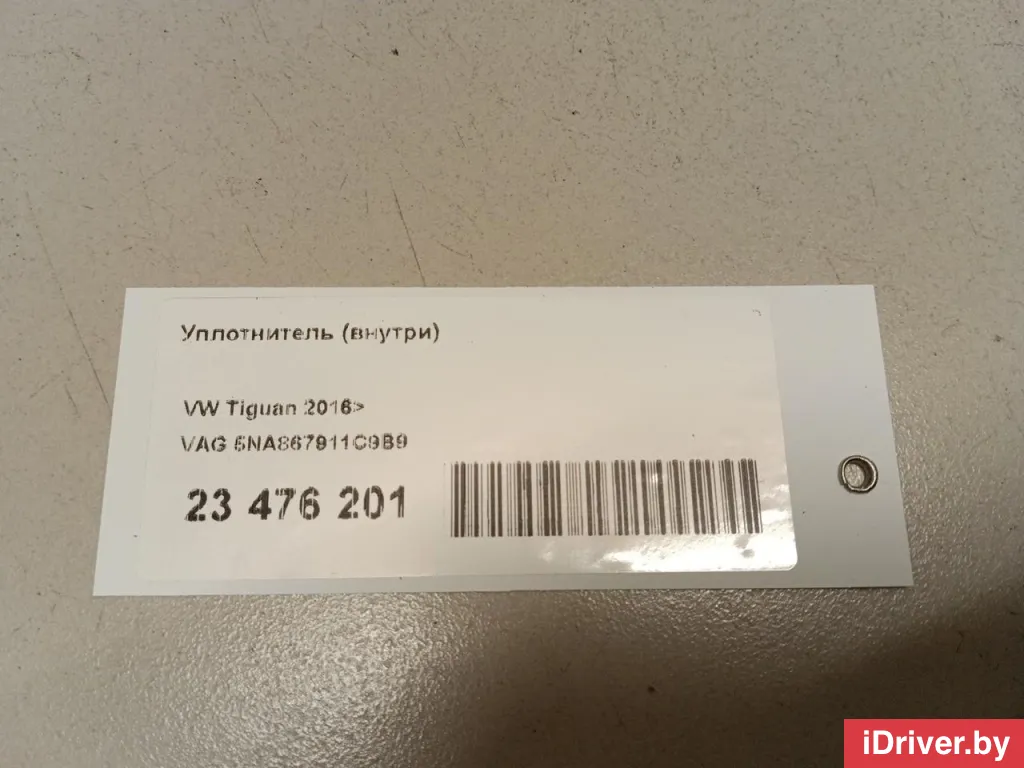 Уплотнитель (внутри)
VW Tiguan 2016>
VAG 5NA867911C9B9
23 476 201
iDriver.by